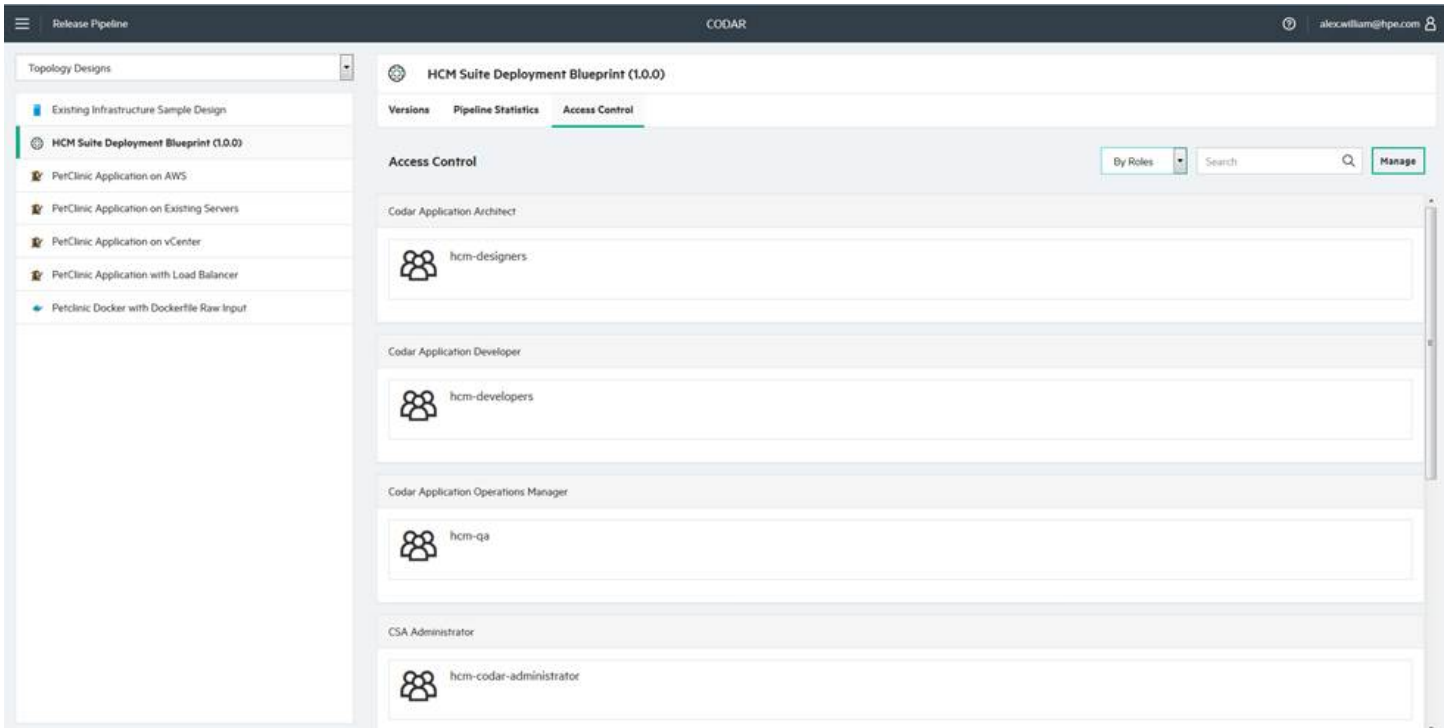 Release Pipeline
CODAR
alex.william@hpe.com
Topology Designs
Existing Infrastructure Sample Design
HCM Suite Deployment Blueprint (1.0.0)
PetClinic Application on AWS
PetClinic Application on Existing Servers
PetClinic Application on vCenter
PetClinic Application with Load Balancer
Petclinic Docker with Dockerfile Raw Input
HCM Suite Deployment Blueprint (1.0.0)
Versions Pipeline Statistics Access Control
Access Control
By Roles Search Manage
Codar Application Architect
hcm-designers
Codar Application Developer
hcm-developers
Codar Application Operations Manager
hcm-qa
CSA Administrator
hcm-codar-administrator